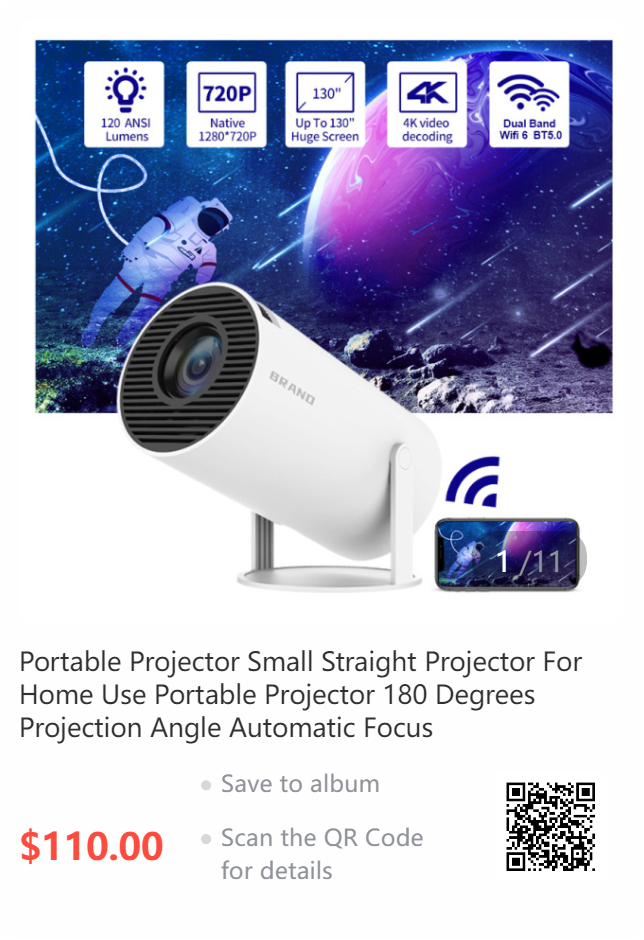 120 ANSI
Lumens
720P
Native
1280*720P
130"
Up To 130"
Huge Screen
4K
4K video
decoding
Dual Band
Wifi 6 BT5.0
BRAND
1 /11
Portable Projector Small Straight Projector For
Home Use Portable Projector 180 Degrees
Projection Angle Automatic Focus
Save to album
$110.00
Scan the QR Code
for details